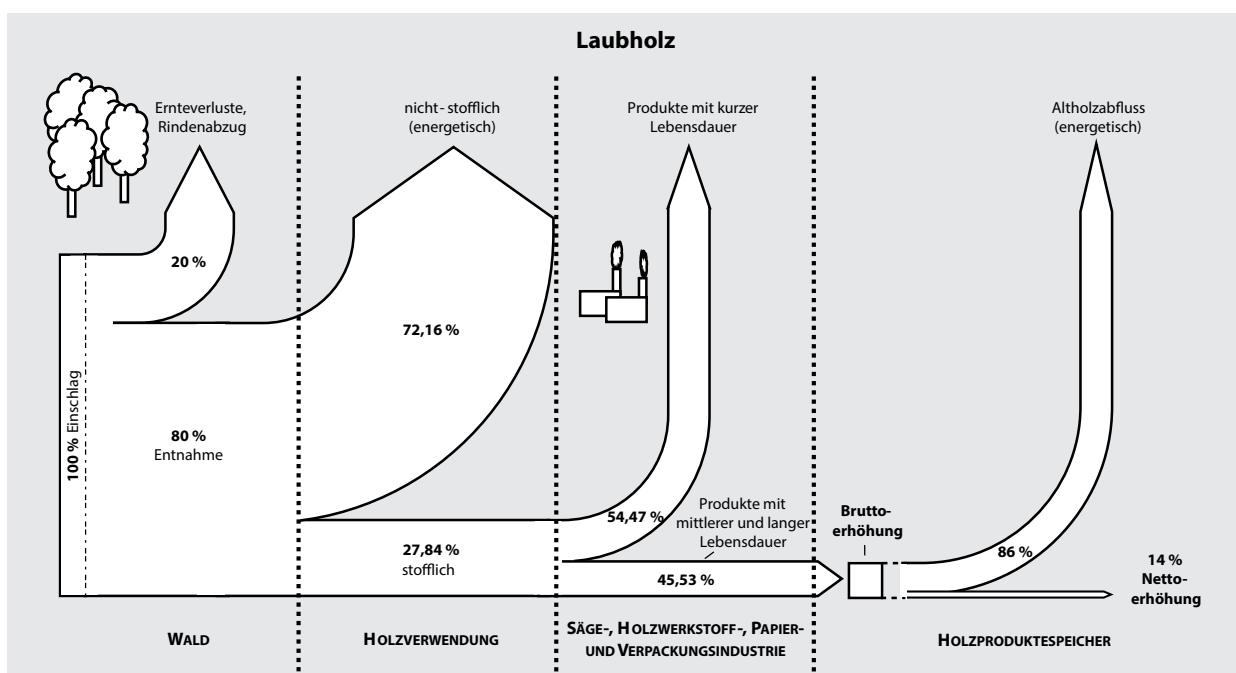 Laubholz
Ernteverluste,
Rindenabzug
nicht- stofflich
(energetisch)
Produkte mit kurzer
Lebensdauer
Altholzabfluss
(energetisch)
20 %
72,16 %
100 % Einschlag
80 %
Entnahme
54,47 %
Produkte mit
mittlerer und langer
Lebensdauer
Brutto-
erhöhung
27,84 %
stofflich
45,53 %
86 %
14 %
Netto-
erhöhung
WALD
HOLZVERWENDUNG
SÄGE-, HOLZWERKSTOFF-, PAPIER-
UND VERPACKUNGSINDUSTRIE
HOLZPRODUKTESPEICHER